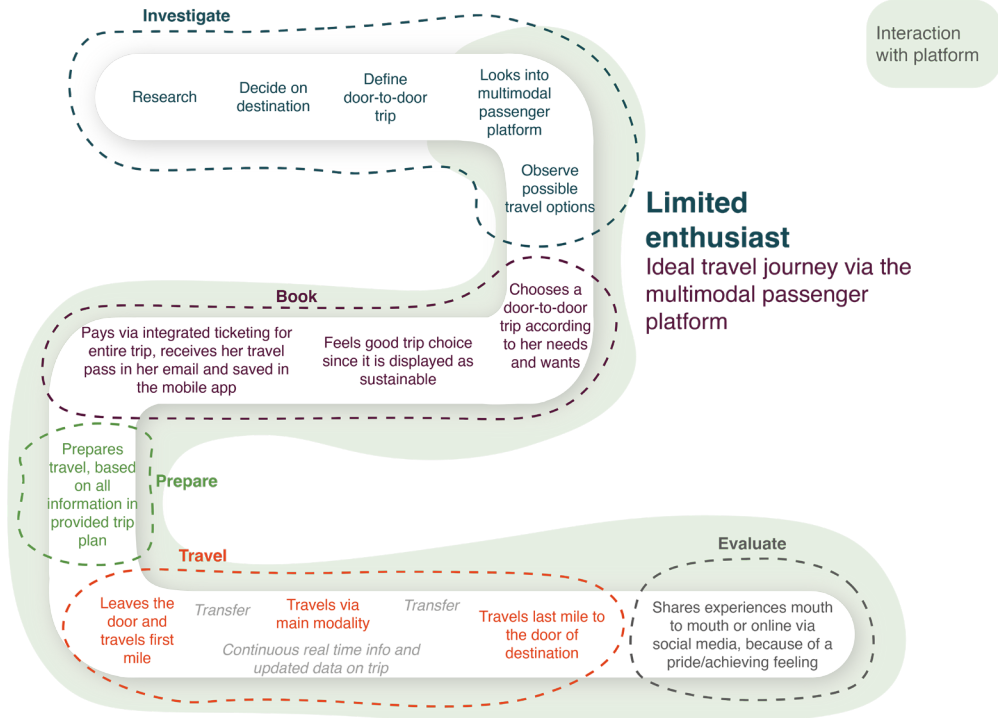 Investigate
Interaction
with platform
Research
Decide on
destination
Define
door-to-door
trip
Looks into
multimodal
passenger
platform
Observe
possible
travel options
Limited
enthusiast
Ideal travel journey via the
multimodal passenger
platform
Book
Chooses a
door-to-door
trip according
to her needs
and wants
Feels good trip choice
since it is displayed as
sustainable
Pays via integrated ticketing for
entire trip, receives her travel
pass in her email and saved in
the mobile app
Prepares
travel, based
on all
information in
provided trip
plan
Prepare
Travel
Leaves the
door and
travels first
mile
Transfer
Travels via
main modality
Transfer
Continuous real time info and
updated data on trip
Travels last mile to
the door of
destination
Evaluate
Shares experiences mouth
to mouth or online via
social media, because of a
pride/achieving feeling